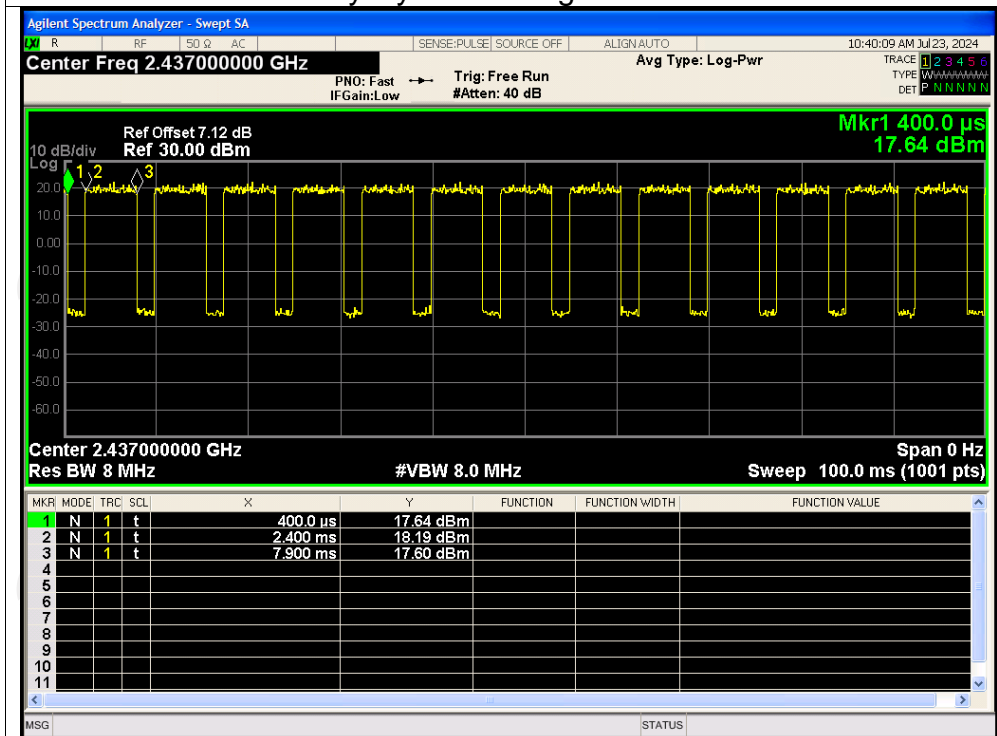 Agilent Spectrum Analyzer - Swept SA
LXI R RF 50 Ω AC SENSE:PULSE SOURCE OFF ALIGN AUTO 10:40:09 AM Jul 23, 2024
Center Freq 2.437000000 GHz Avg Type: Log-Pwr TRACE 1 2 3 4 5 6
PNO: Fast Trig: Free Run TYPE W
IFGain:Low #Atten: 40 dB DET P N N N N N
Mkr1 400.0 µs
Ref Offset 7.12 dB
10 dB/div Ref 30.00 dBm 17.64 dBm
Log
1 2 3
20.0
10.0
0.00
-10.0
-20.0
-30.0
-40.0
-50.0
-60.0
Center 2.437000000 GHz Span 0 Hz
Res BW 8 MHz #VBW 8.0 MHz Sweep 100.0 ms (1001 pts)
MKR MODE TRC SCL X Y FUNCTION FUNCTION WIDTH FUNCTION VALUE
1 N 1 t 400.0 µs 17.64 dBm
2 N 1 t 2.400 ms 18.19 dBm
3 N 1 t 7.900 ms 17.60 dBm
4
5
6
7
8
9
10
11
MSG STATUS